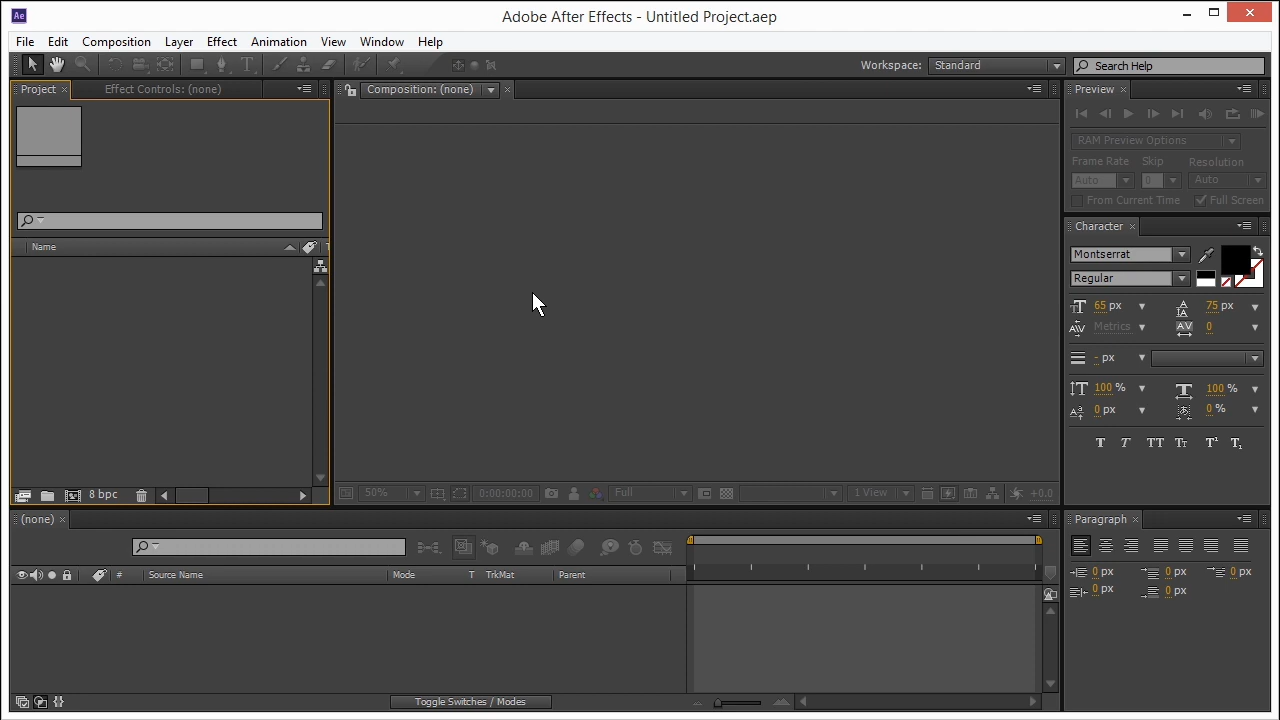 Ae
Adobe After Effects - Untitled Project.aep
File Edit Composition Layer Effect Animation View Window Help
Workspace: Standard Search Help
Project Effect Controls: (none) Composition: (none) Preview
RAM Preview Options
Frame Rate Skip Resolution
Auto 0 Auto
From Current Time Full Screen
Character
Name
Montserrat
Regular
65 px 75 px
Metrics 0
- px
100 % 100 %
0 px 0 %
T T TT Tт T¹ T₁
8 bpc 50% 0:00:00:00 Full 1 View +0.0
(none) Paragraph
# Source Name Mode T TrkMat Parent
0 px 0 px 0 px
0 px 0 px
Toggle Switches / Modes